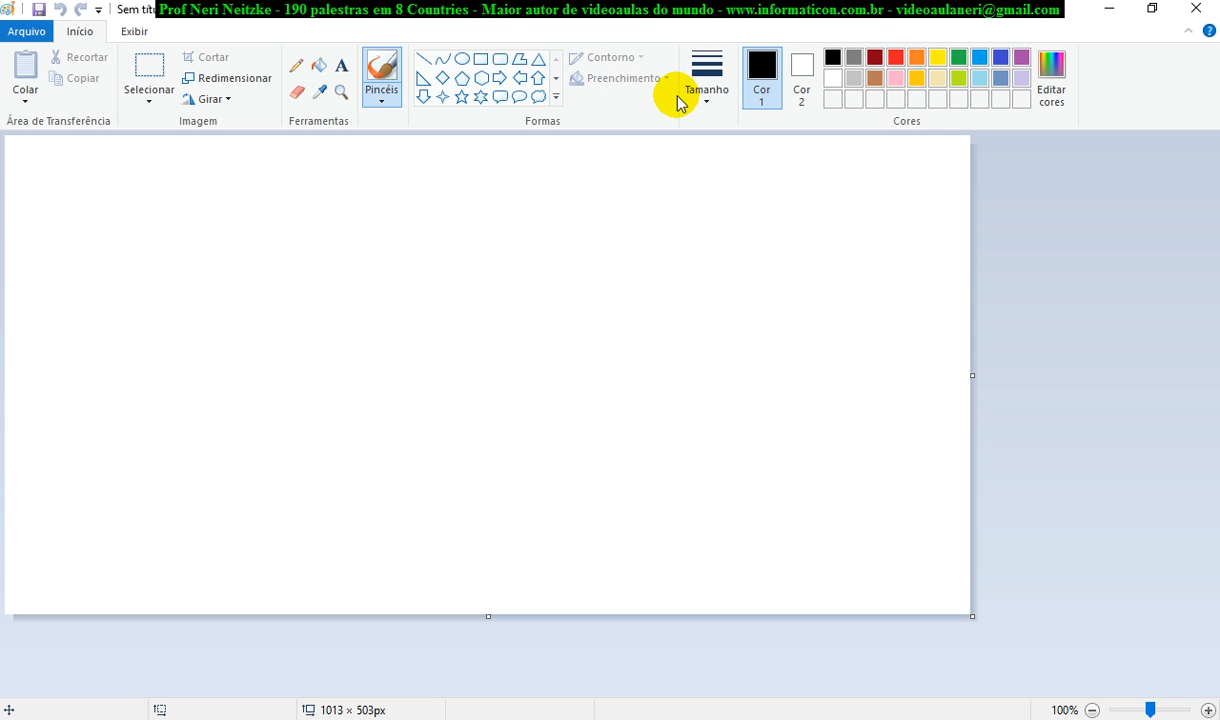 Sem títu
Prof Neri Neitzke - 190 palestras em 8 Countries - Maior autor de videoaulas do mundo - www.informaticon.com.br - videoaulaneri@gmail.com
Arquivo Início Exibir
Colar
Recortar
Copiar
Área de Transferência
Selecionar
Cortar
Redimensionar
Girar
Imagem
A
Ferramentas
Pincéis
Formas
Contorno
Preenchimento
Tamanho
Cor
1
Cor
2
Cores
Editar
cores
1013 × 503px
100%